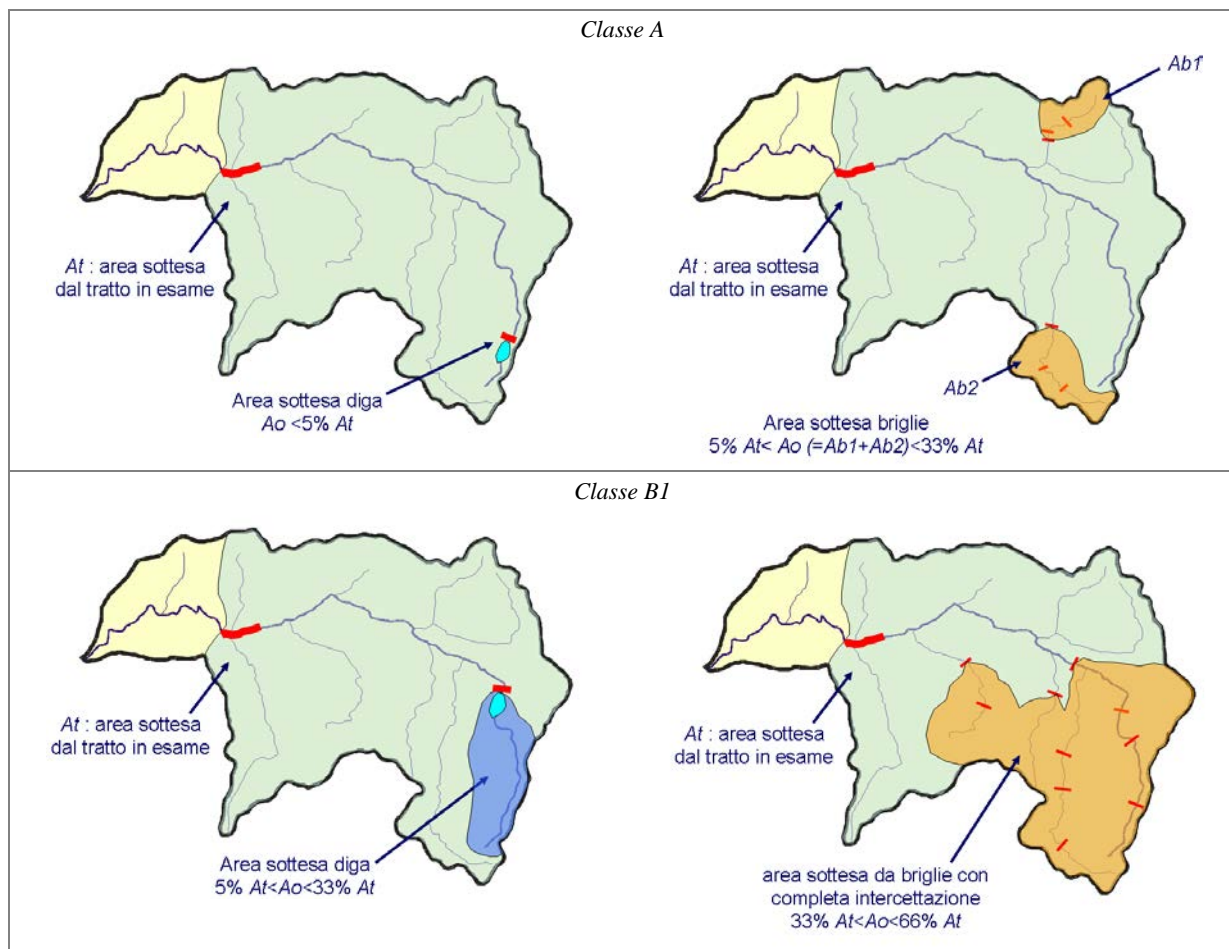 Classe A
At : area sottesa
dal tratto in esame
Area sottesa diga
Ao <5% At
Ab1
At : area sottesa
dal tratto in esame
Ab2
Area sottesa briglie
5% At< Ao (=Ab1+Ab2)<33% At
Classe B1
At : area sottesa
dal tratto in esame
Area sottesa diga
5% At<Ao<33% At
At : area sottesa
dal tratto in esame
area sottesa da briglie con
completa intercettazione
33% At<Ao<66% At